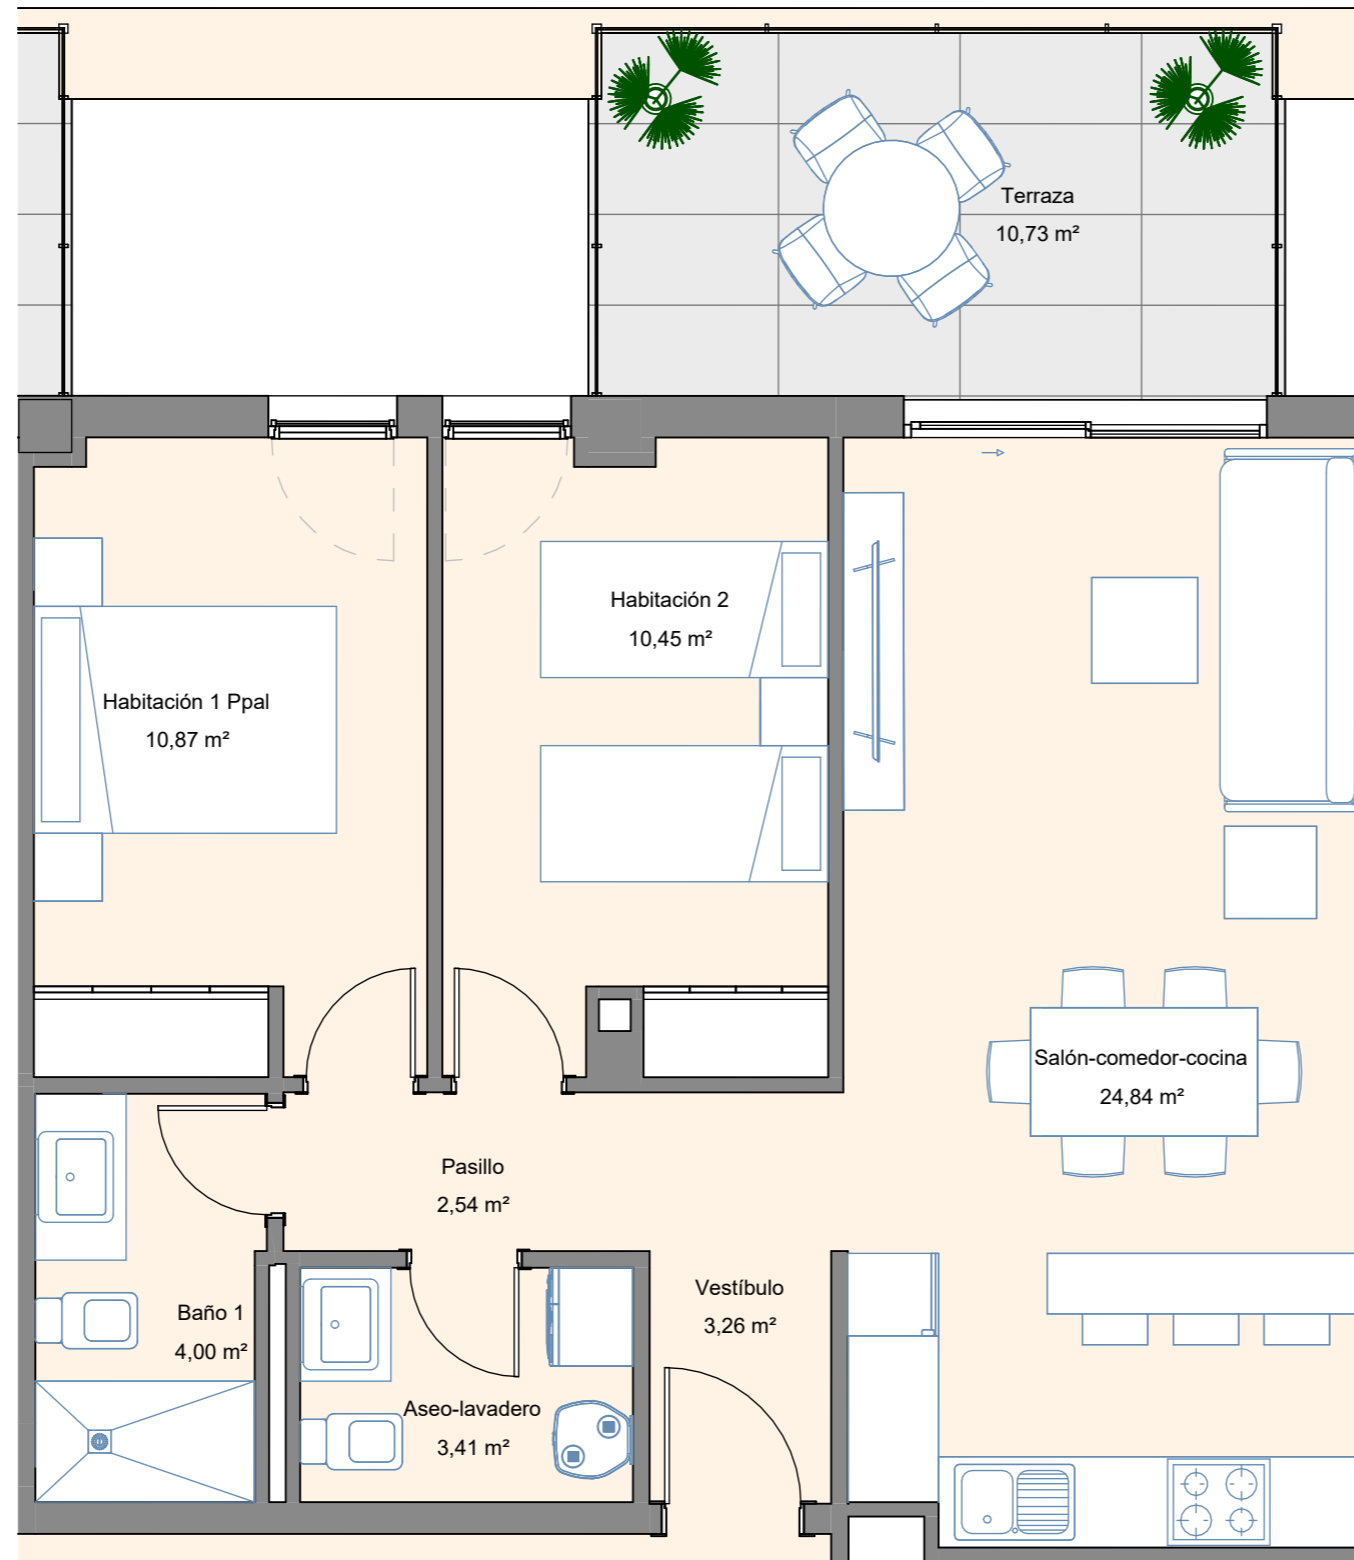 Terraza
10,73 m²
Habitación 2
10,45 m²
Habitación 1 Ppal
10,87 m²
Salón-comedor-cocina
24,84 m²
Pasillo
2,54 m²
Vestíbulo
3,26 m²
Baño 1
4,00 m²
Aseo-lavadero
3,41 m²